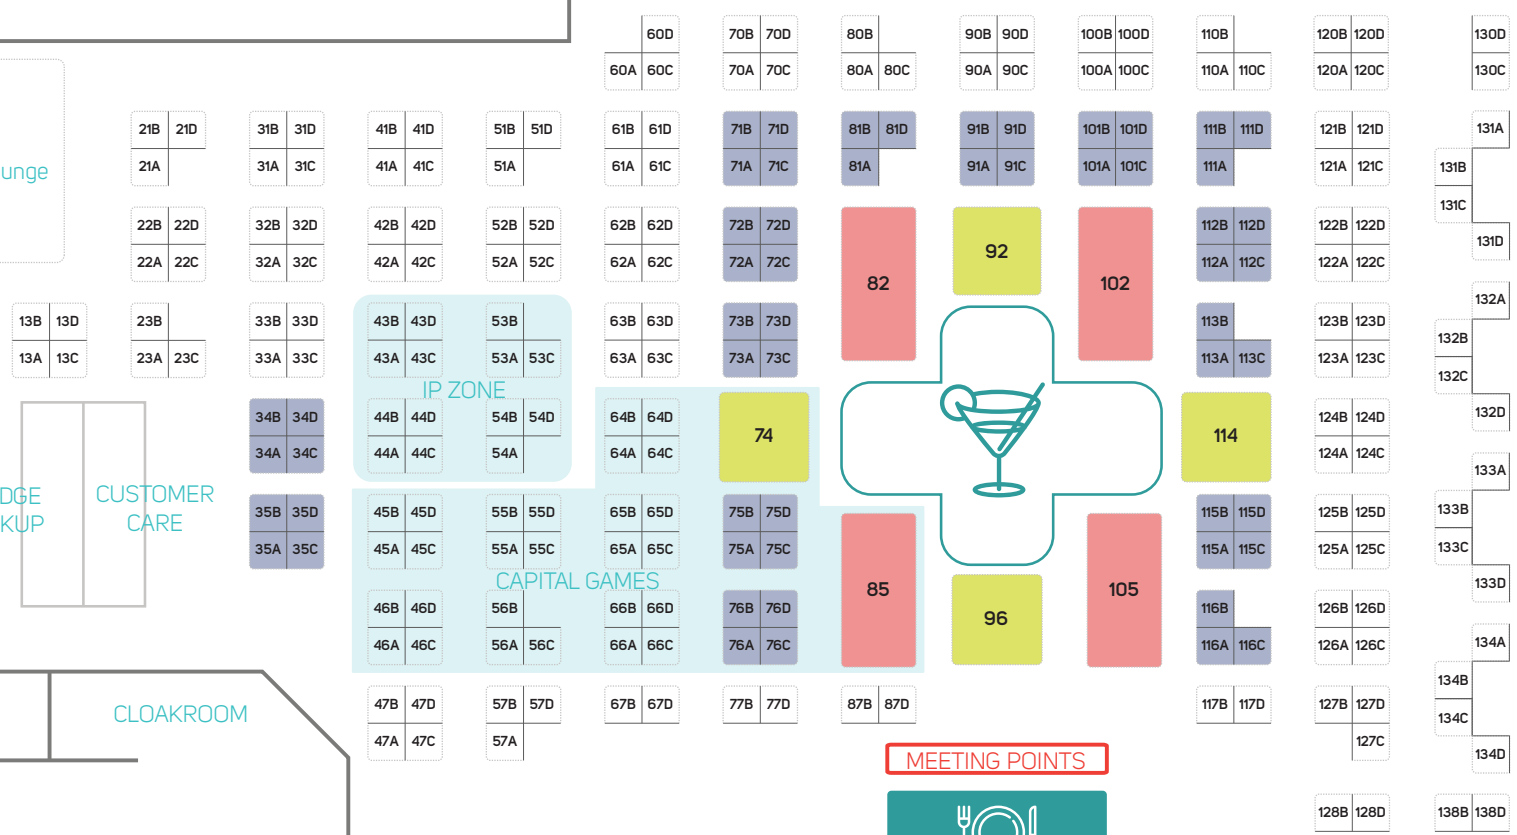 60D 70B 70D 80B 90B 90D 100B 100D 110B 120B 120D 130D
60A 60C 70A 70C 80A 80C 90A 90C 100A 100C 110A 110C 120A 120C 130C
21B 21D 31B 31D 41B 41D 51B 51D 61B 61D 71B 71D 81B 81D 91B 91D 101B 101D 111B 111D 121B 121D 131A
21A 31A 31C 41A 41C 51A 61A 61C 71A 71C 81A 91A 91C 101A 101C 111A 121A 121C 131B
unge
131C
22B 22D 32B 32D 42B 42D 52B 52D 62B 62D 72B 72D 112B 112D 122B 122D
92
131D
22A 22C 32A 32C 42A 42C 52A 52C 62A 62C 72A 72C 112A 112C 122A 122C
82 102
132A
13B 13D 23B 33B 33D 43B 43D 53B 63B 63D 73B 73D 113B 123B 123D
132B
13A 13C 23A 23C 33A 33C 43A 43C 53A 53C 63A 63C 73A 73C 113A 113C 123A 123C
132C
IP ZONE
132D
34B 34D 44B 44D 54B 54D 64B 64D 124B 124D
74 114
34A 34C 44A 44C 54A 64A 64C 124A 124C
133A
DGE
KUP
CUSTOMER
CARE
133B
35B 35D 45B 45D 55B 55D 65B 65D 75B 75D 115B 115D 125B 125D
35A 35C 45A 45C 55A 55C 65A 65C 75A 75C 115A 115C 125A 125C
133C
CAPITAL GAMES
133D
85 105
46B 46D 56B 66B 66D 76B 76D 116B 126B 126D
96
46A 46C 56A 56C 66A 66C 76A 76C 116A 116C 126A 126C
134A
134B
47B 47D 57B 57D 67B 67D 77B 77D 87B 87D 117B 117D 127B 127D
CLOAKROOM
134C
47A 47C 57A 127C
134D
MEETING POINTS
128B 128D 138B 138D